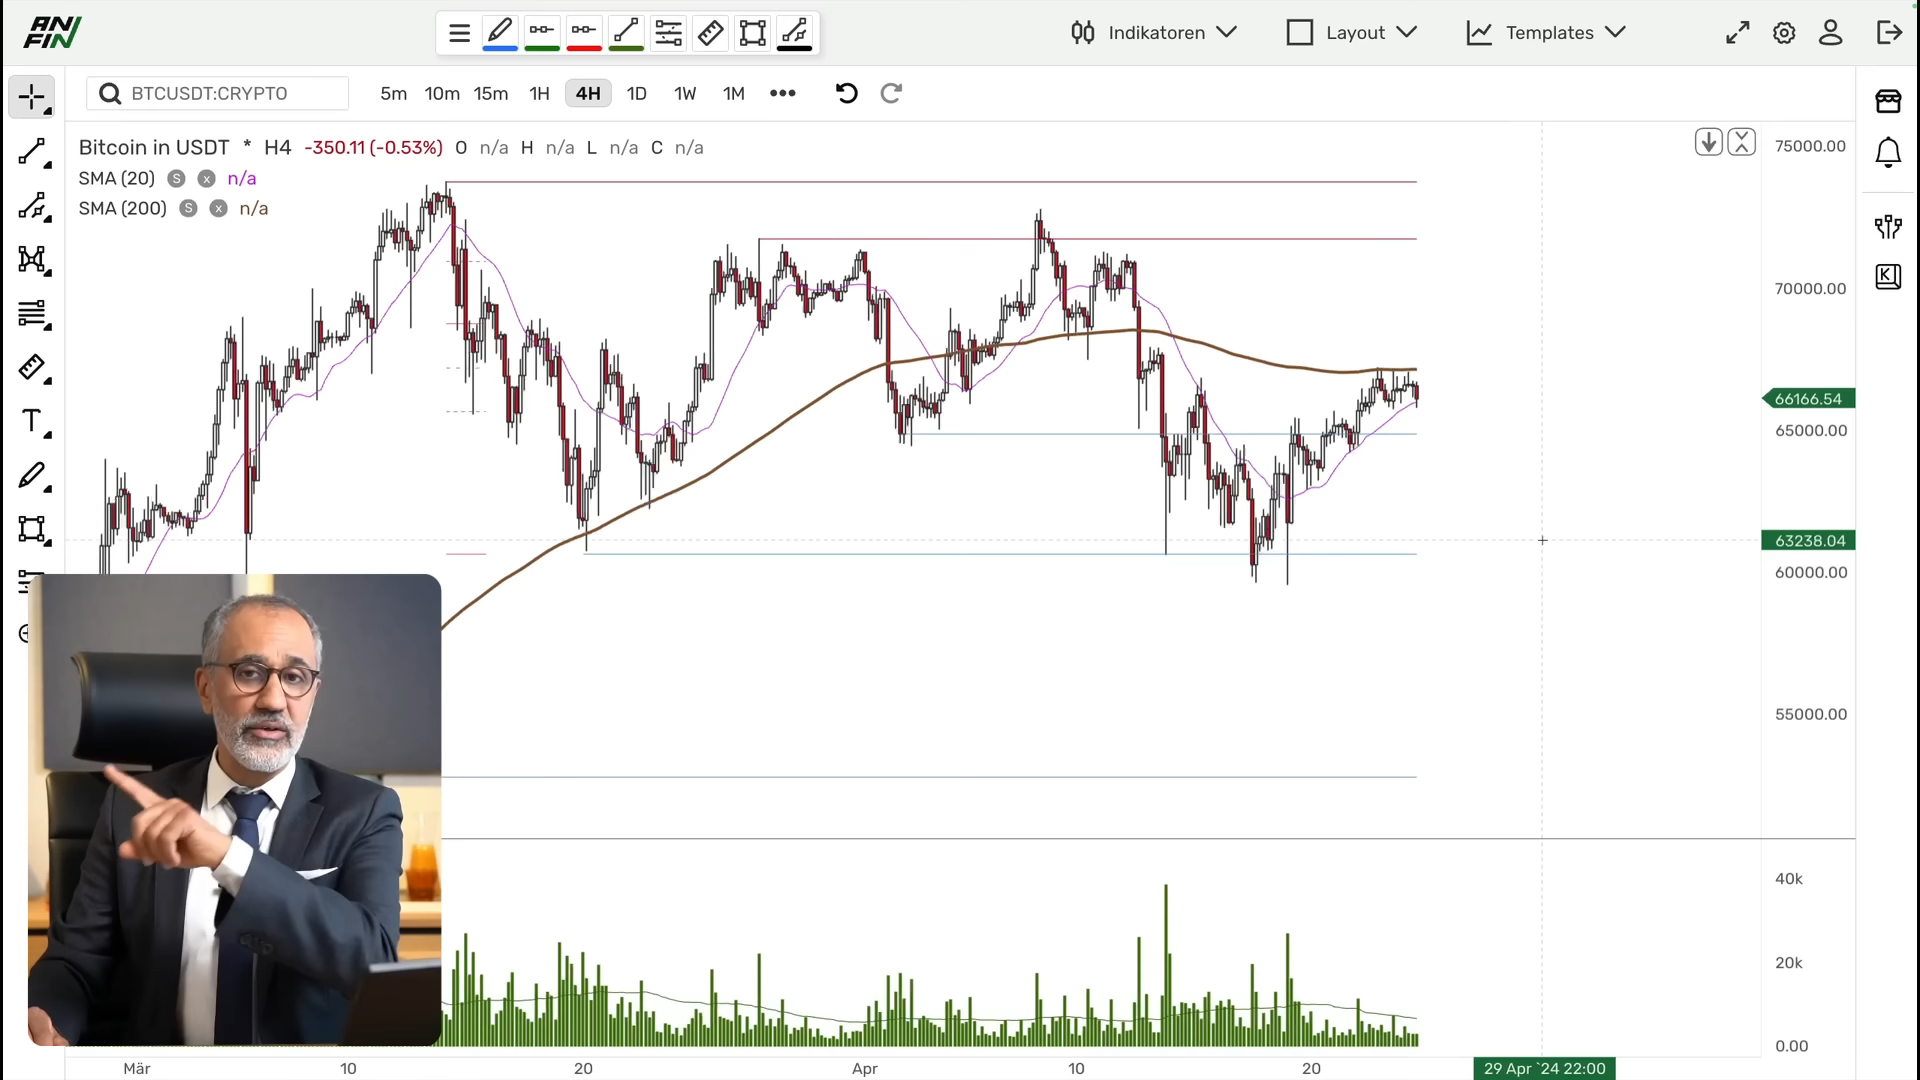 ANFIN
Indikatoren
Layout
Templates
BTCUSDT:CRYPTO
5m 10m 15m 1H 4H 1D 1W 1M •••
Bitcoin in USDT * H4 -350.11 (-0.53%) O n/a H n/a L n/a C n/a
SMA (20) S x n/a
SMA (200) S x n/a
75000.00
70000.00
66166.54
65000.00
63238.04
60000.00
55000.00
40k
20k
0.00
Mär 10 20 Apr 10 20 29 Apr `24 22:00
T
K